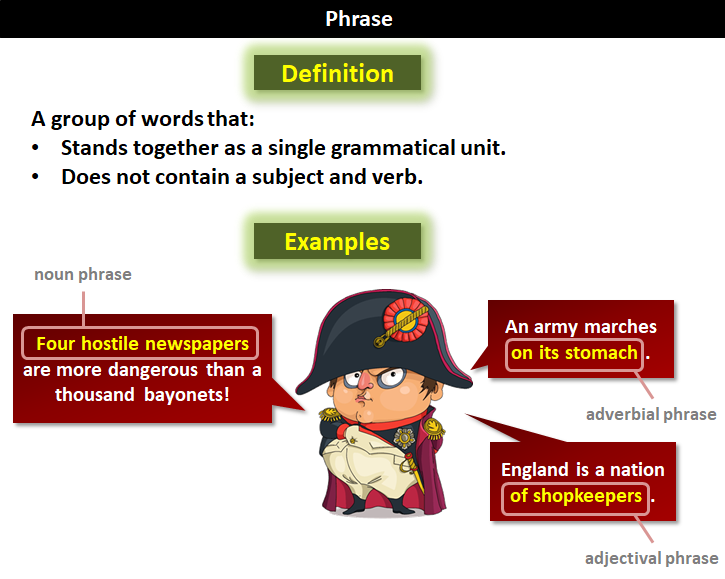 Phrase
Definition
A group of words that:
• Stands together as a single grammatical unit.
• Does not contain a subject and verb.
Examples
noun phrase
Four hostile newspapers
are more dangerous than a
thousand bayonets!
An army marches
on its stomach .
adverbial phrase
England is a nation
of shopkeepers .
adjectival phrase